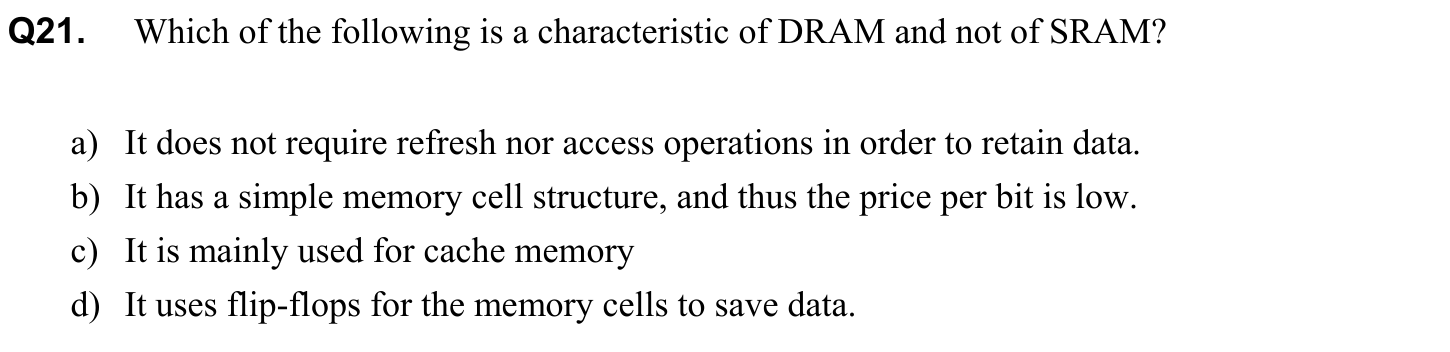 Q21. Which of the following is a characteristic of DRAM and not of SRAM?
a) It does not require refresh nor access operations in order to retain data.
b) It has a simple memory cell structure, and thus the price per bit is low.
c) It is mainly used for cache memory
d) It uses flip-flops for the memory cells to save data.